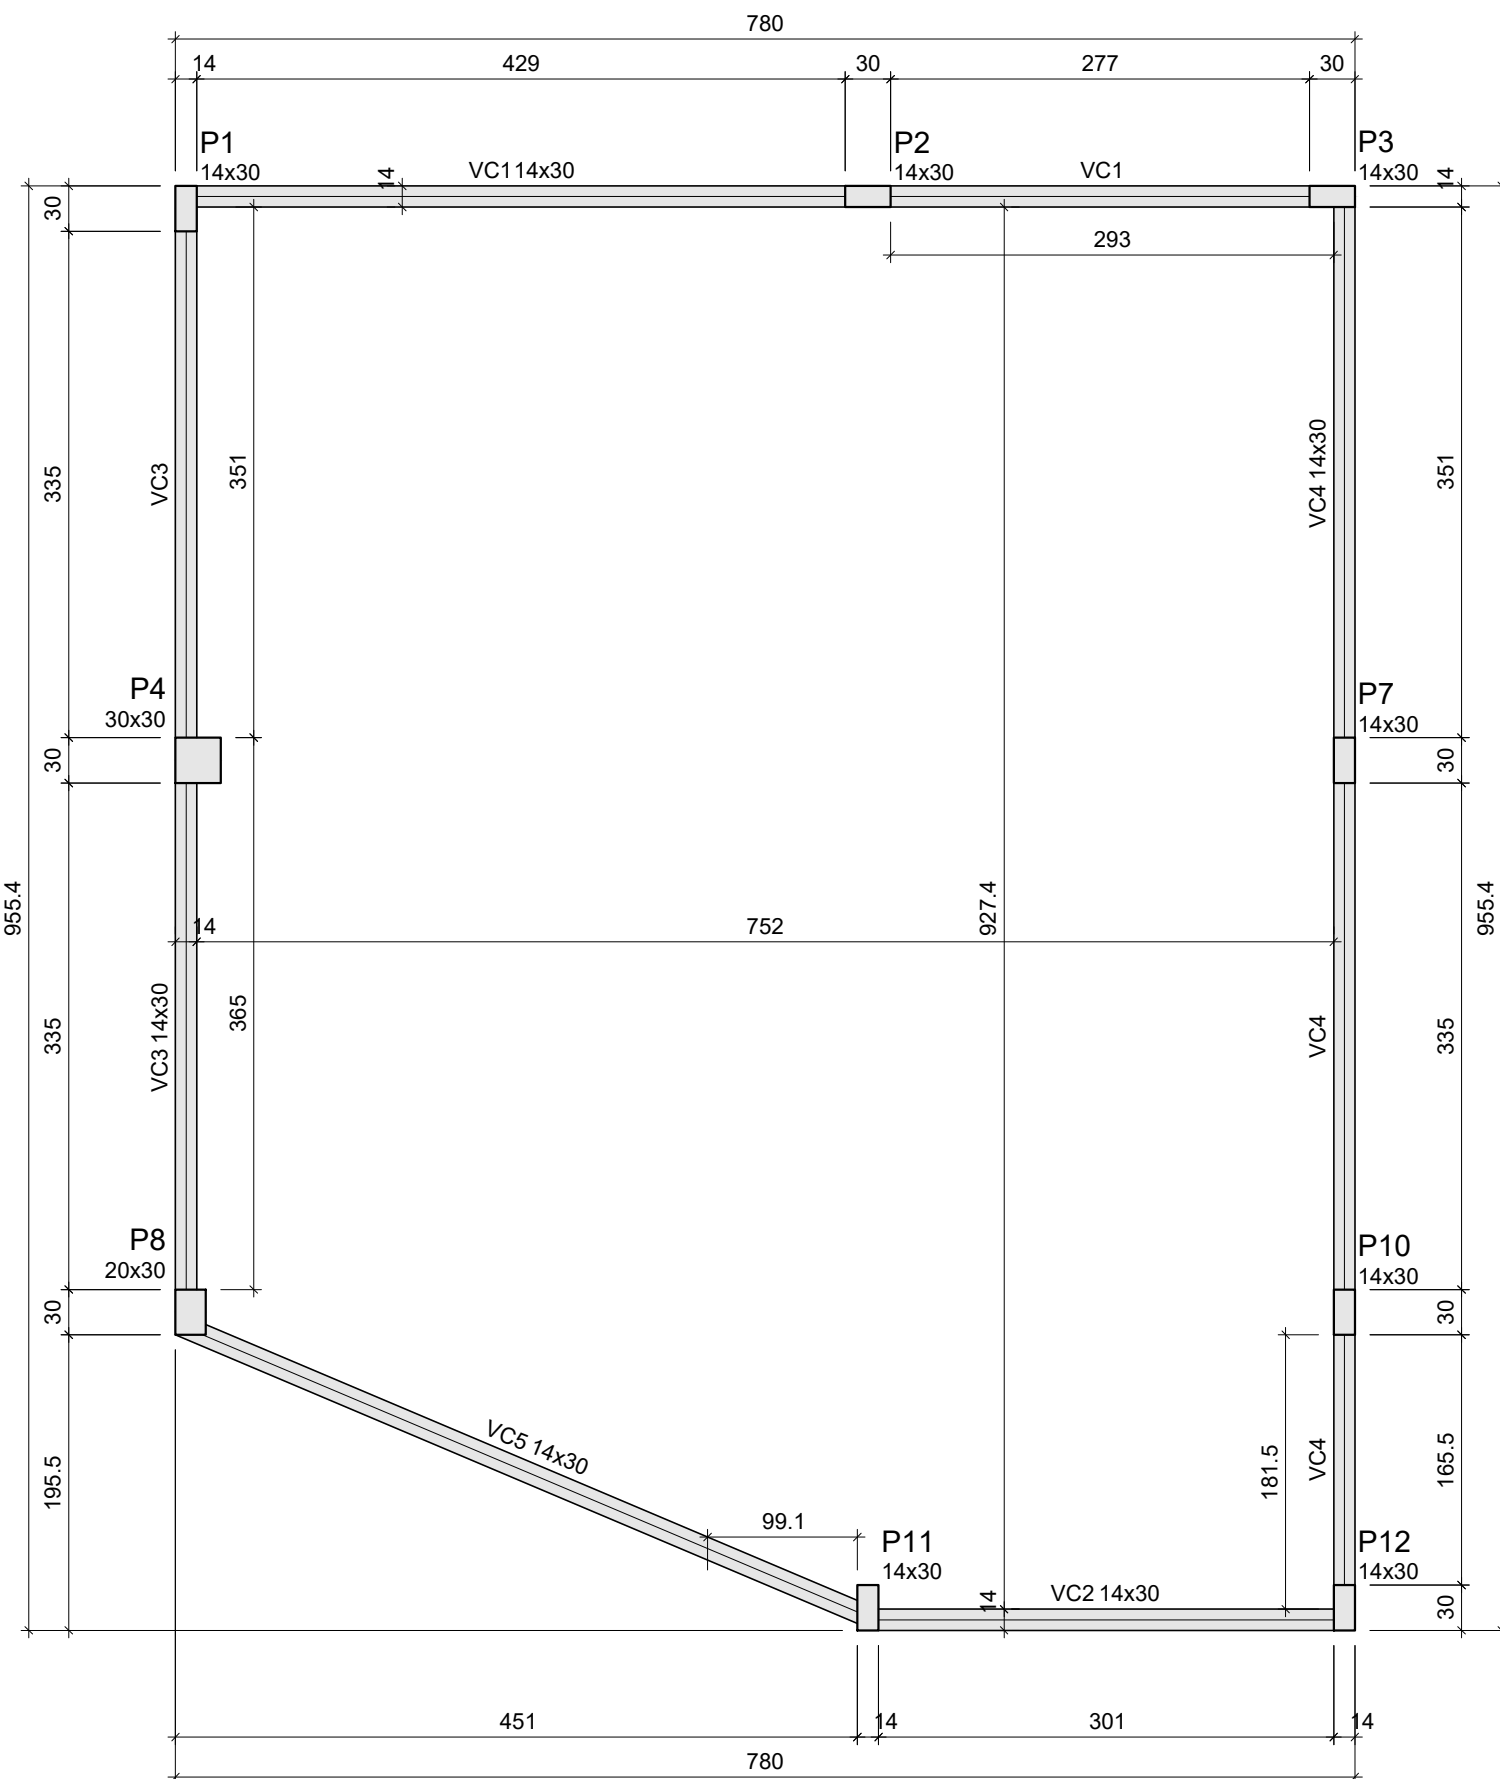 780
14 429 30 277 30
P1 P2 P3
14x30 VC1 14x30 14 14x30 VC1 14x30 14
30
293
335 VC3 351 VC4 14x30 351
P4 P7
30x30 14x30
30 30
955.4 927.4 955.4
14 752
335 VC3 14x30 365 VC4 335
P8 P10
20x30 14x30
30 30
195.5 VC5 14x30 181.5 VC4 165.5
99.1
P11 P12
14x30 14x30
14 VC2 14x30 30
451 14 301 14
780